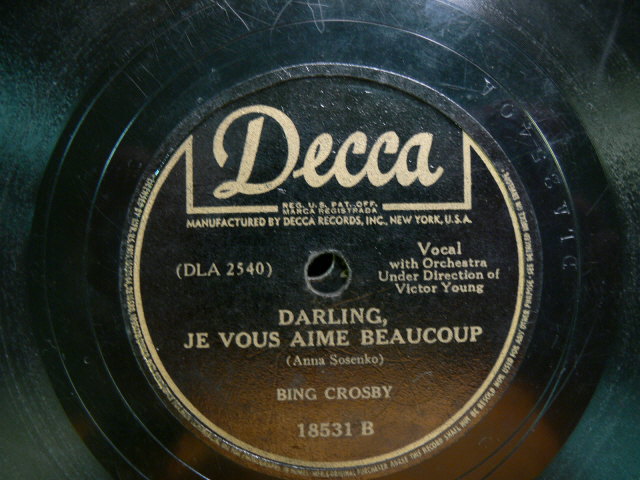 Decca
REG. U.S. PAT. OFF.
MARCA REGISTRADA
MANUFACTURED BY DECCA RECORDS, INC., NEW YORK, U.S.A.
(DLA 2540)
Vocal
with Orchestra
Under Direction of
Victor Young
DARLING,
JE VOUS AIME BEAUCOUP
(Anna Sosenko)
BING CROSBY
18531 B